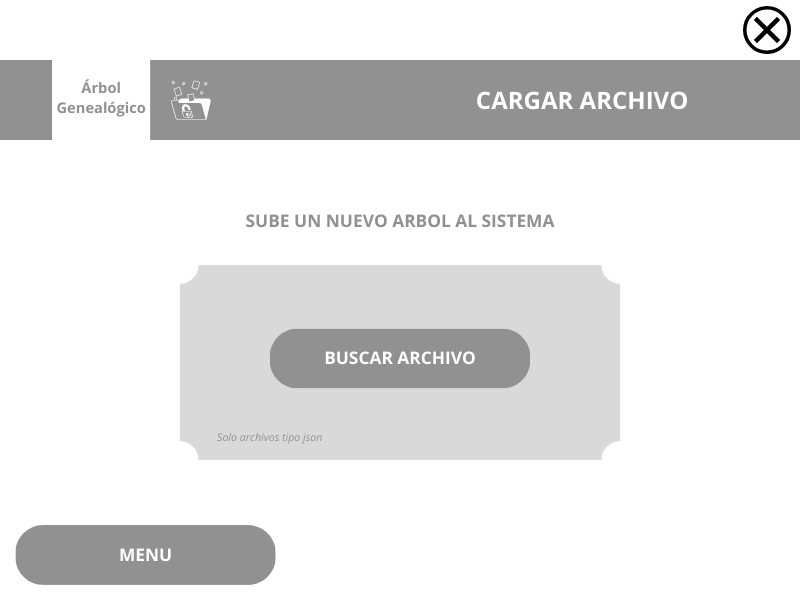 Árbol
Genealógico
CARGAR ARCHIVO
SUBE UN NUEVO ARBOL AL SISTEMA
BUSCAR ARCHIVO
Solo archivos tipo json
MENU